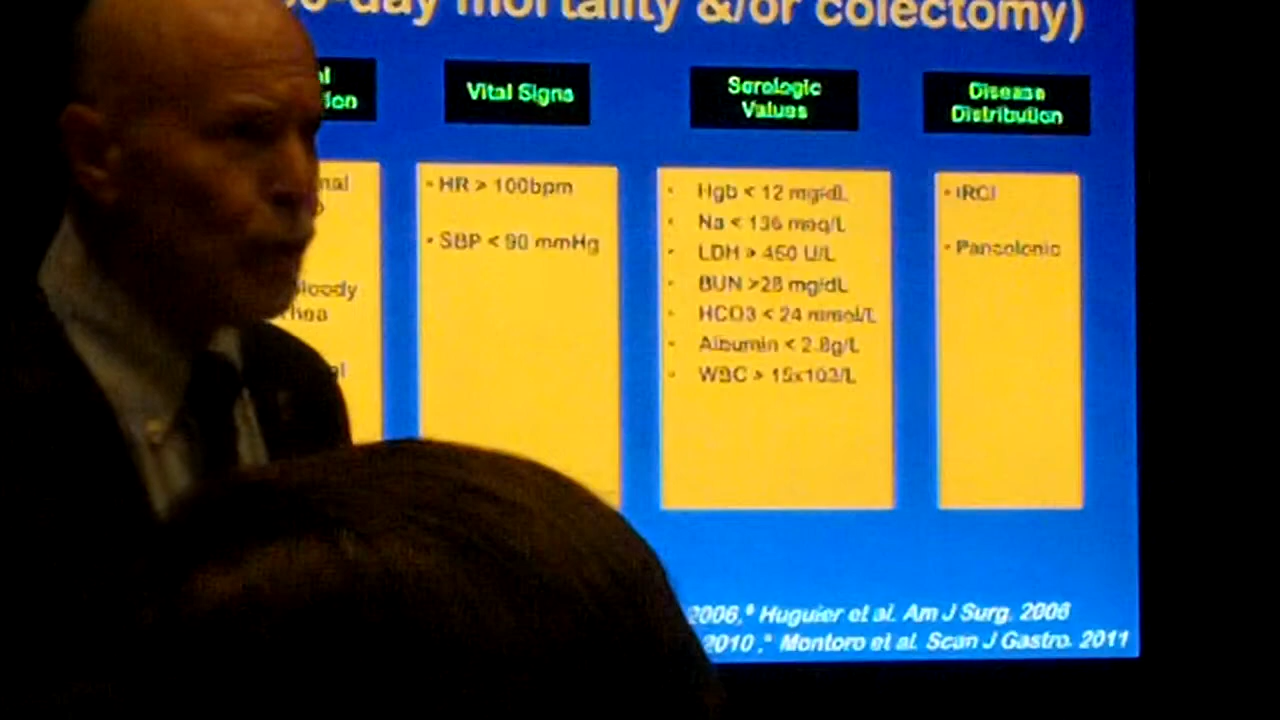 0-day mortality &/or colectomy)
Vital Signs
Serologic
Values
Disease
Distribution
- HR > 100bpm
- SBP < 90 mmHg
- Hgb < 12 mg/dL
- Na < 136 meq/L
- LDH > 450 U/L
- BUN >28 mg/dL
- HCO3 < 24 mmol/L
- Albumin < 2.8g/L
- WBC > 15x103/L
- IRCI
- Pancolonic
loody
2006,
Huguier et al. Am J Surg. 2006
2010 ,* Montoro et al. Scan J Gastro. 2011